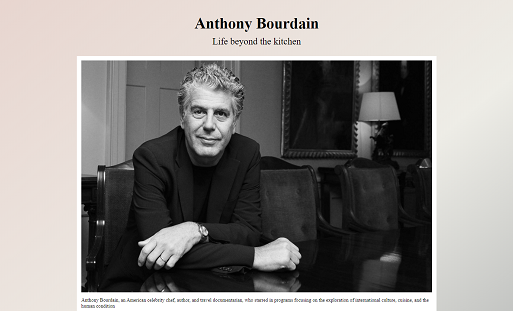 Anthony Bourdain
Life beyond the kitchen
Anthony Bourdain, an American celebrity chef, author, and travel documentarian, who starred in programs focusing on the exploration of international culture, cuisine, and the
human condition